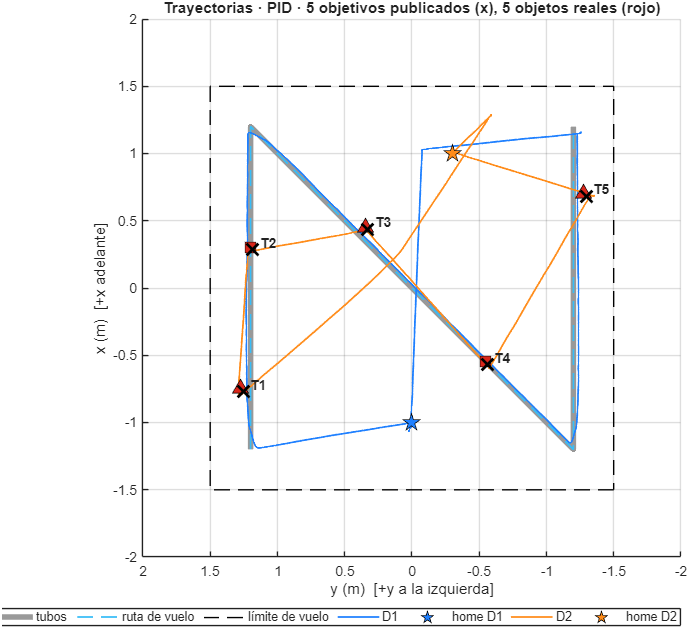 Trayectorias · PID · 5 objetivos publicados (x), 5 objetos reales (rojo)
2
1.5
1
0.5
0
-0.5
-1
-1.5
-2
x (m) [+x adelante]
T5
T3
T2
T4
T1
2
1.5
1
0.5
0
-0.5
-1
-1.5
-2
y (m) [+y a la izquierda]
tubos
ruta de vuelo
límite de vuelo
D1
home D1
D2
home D2